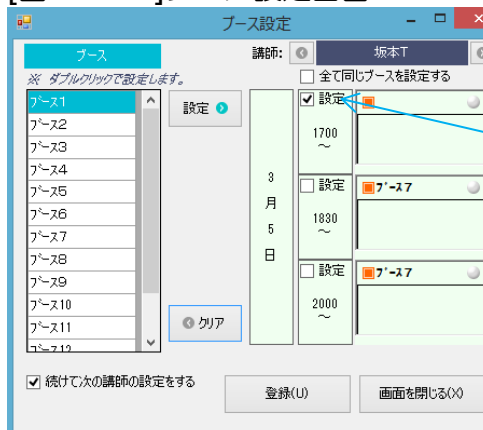 ブース設定
ブース
※ ダブルクリックで設定します。
ブース1
ブース2
ブース3
ブース4
ブース5
ブース6
ブース7
ブース8
ブース9
ブース10
ブース11
設定
クリア
講師:
坂本T
全て同じブースを設定する
3
月
5
日
設定
1700
~
設定
ブース7
1830
~
設定
ブース7
2000
~
続けて次の講師の設定をする
登録(U)
画面を閉じる(X)